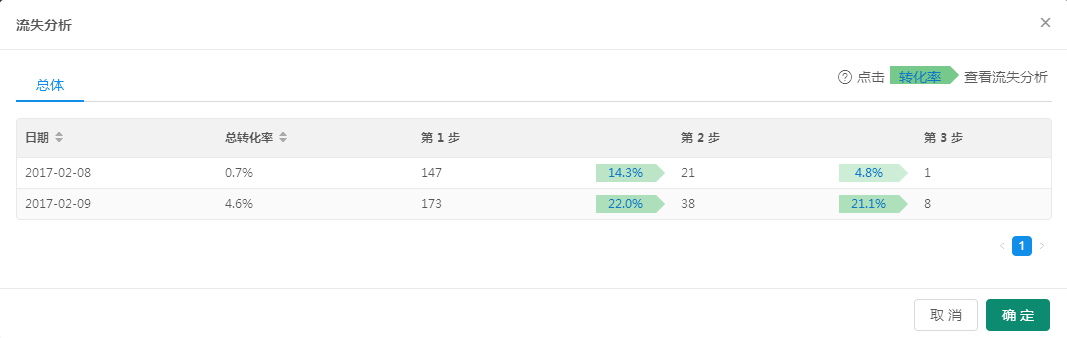 流失分析
总体
点击 转化率 查看流失分析
日期 总转化率 第 1 步 第 2 步 第 3 步
2017-02-08 0.7% 147 14.3% 21 4.8% 1
2017-02-09 4.6% 173 22.0% 38 21.1% 8
1
取 消 确 定